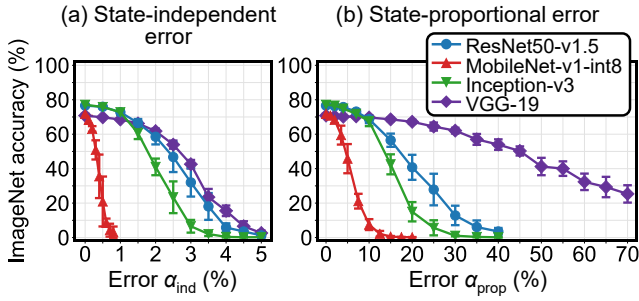 (a) State-independent
error
(b) State-proportional error
ResNet50-v1.5
MobileNet-v1-int8
Inception-v3
VGG-19
ImageNet accuracy (%)
100
80
60
40
20
0
0 1 2 3 4 5
Error α_ind (%)
100
80
60
40
20
0
0 10 20 30 40 50 60 70
Error α_prop (%)